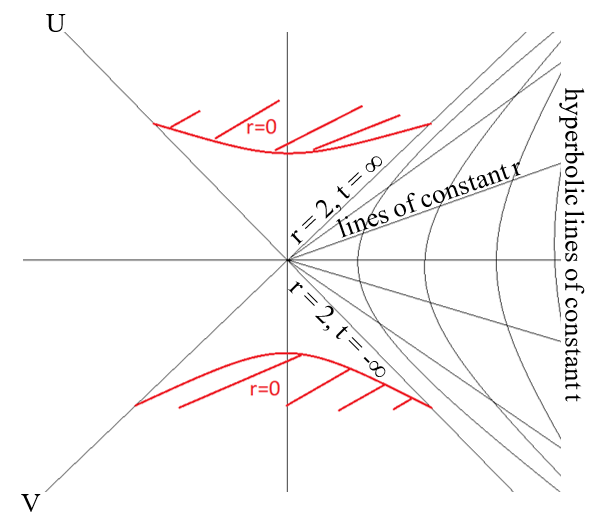 U
r=0
r = 2, t = ∞
lines of constant r
hyperbolic lines of constant t
r = 2, t = -∞
r=0
V